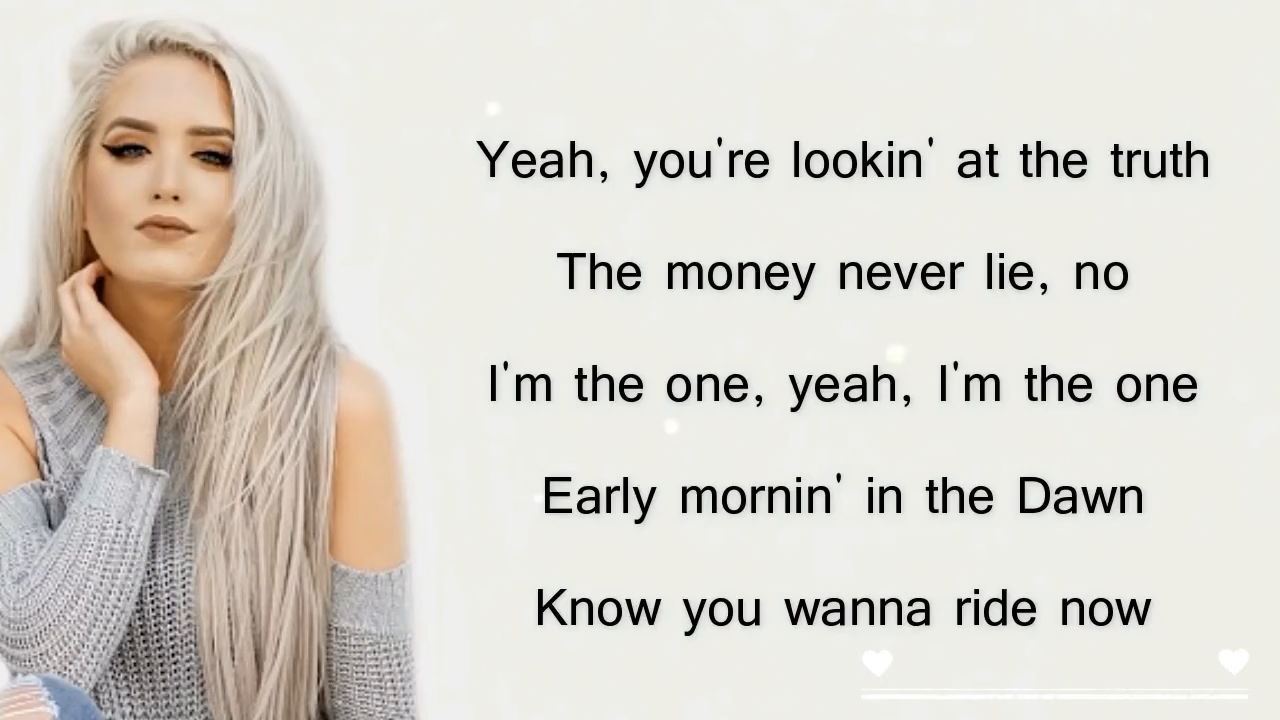 Yeah, you're lookin' at the truth
The money never lie, no
I'm the one, yeah, I'm the one
Early mornin' in the Dawn
Know you wanna ride now